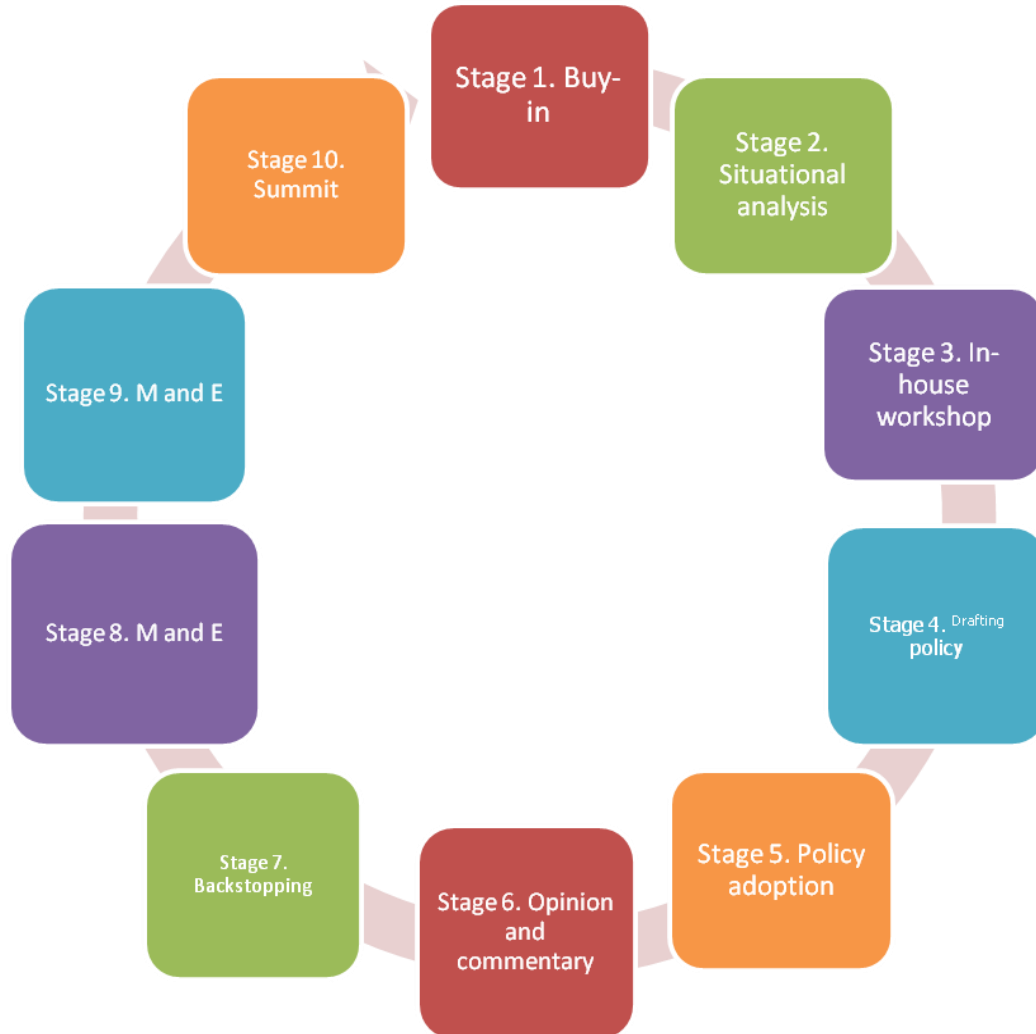 Stage 1. Buy-
in
Stage 2.
Situational
analysis
Stage 3. In-
house
workshop
Stage 4. Drafting
policy
Stage 5. Policy
adoption
Stage 6. Opinion
and
commentary
Stage 7.
Backstopping
Stage 8. M and E
Stage 9. M and E
Stage 10.
Summit